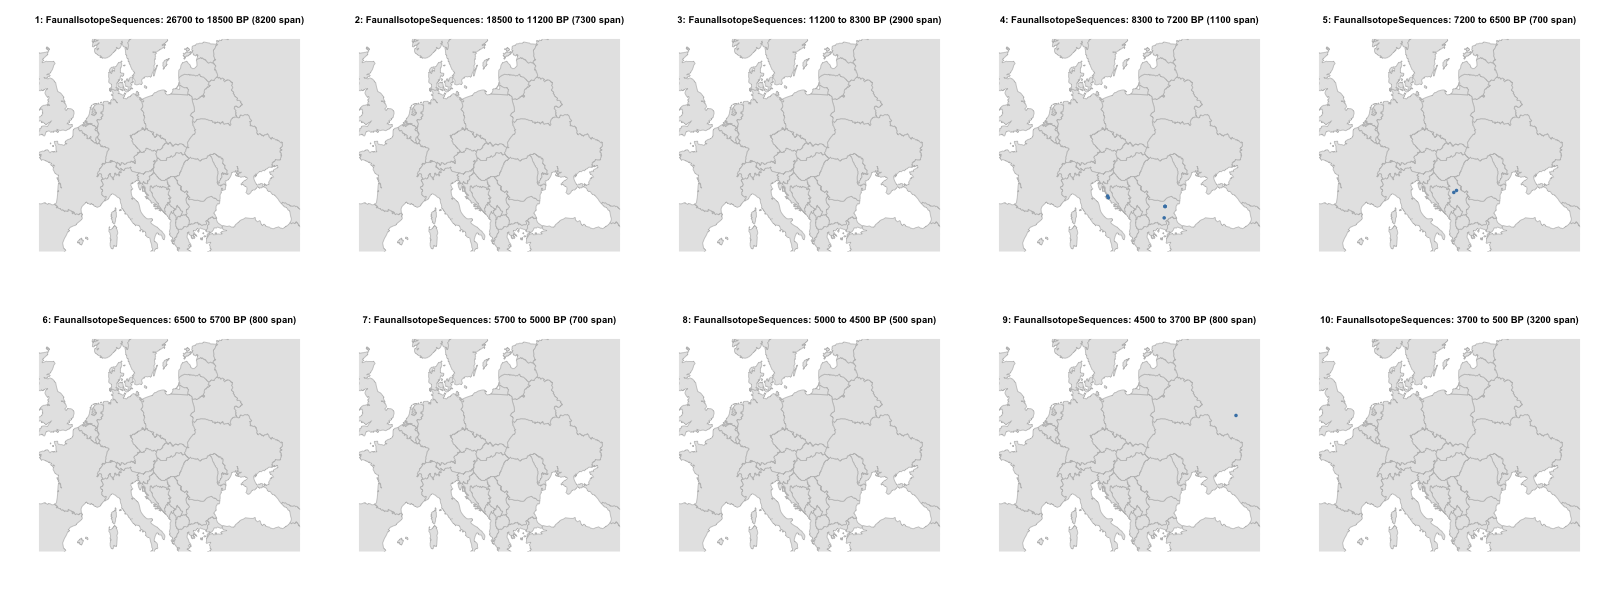 1: FaunalIsotopeSequences: 26700 to 18500 BP (8200 span)
2: FaunalIsotopeSequences: 18500 to 11200 BP (7300 span)
3: FaunalIsotopeSequences: 11200 to 8300 BP (2900 span)
4: FaunalIsotopeSequences: 8300 to 7200 BP (1100 span)
5: FaunalIsotopeSequences: 7200 to 6500 BP (700 span)
6: FaunalIsotopeSequences: 6500 to 5700 BP (800 span)
7: FaunalIsotopeSequences: 5700 to 5000 BP (700 span)
8: FaunalIsotopeSequences: 5000 to 4500 BP (500 span)
9: FaunalIsotopeSequences: 4500 to 3700 BP (800 span)
10: FaunalIsotopeSequences: 3700 to 500 BP (3200 span)